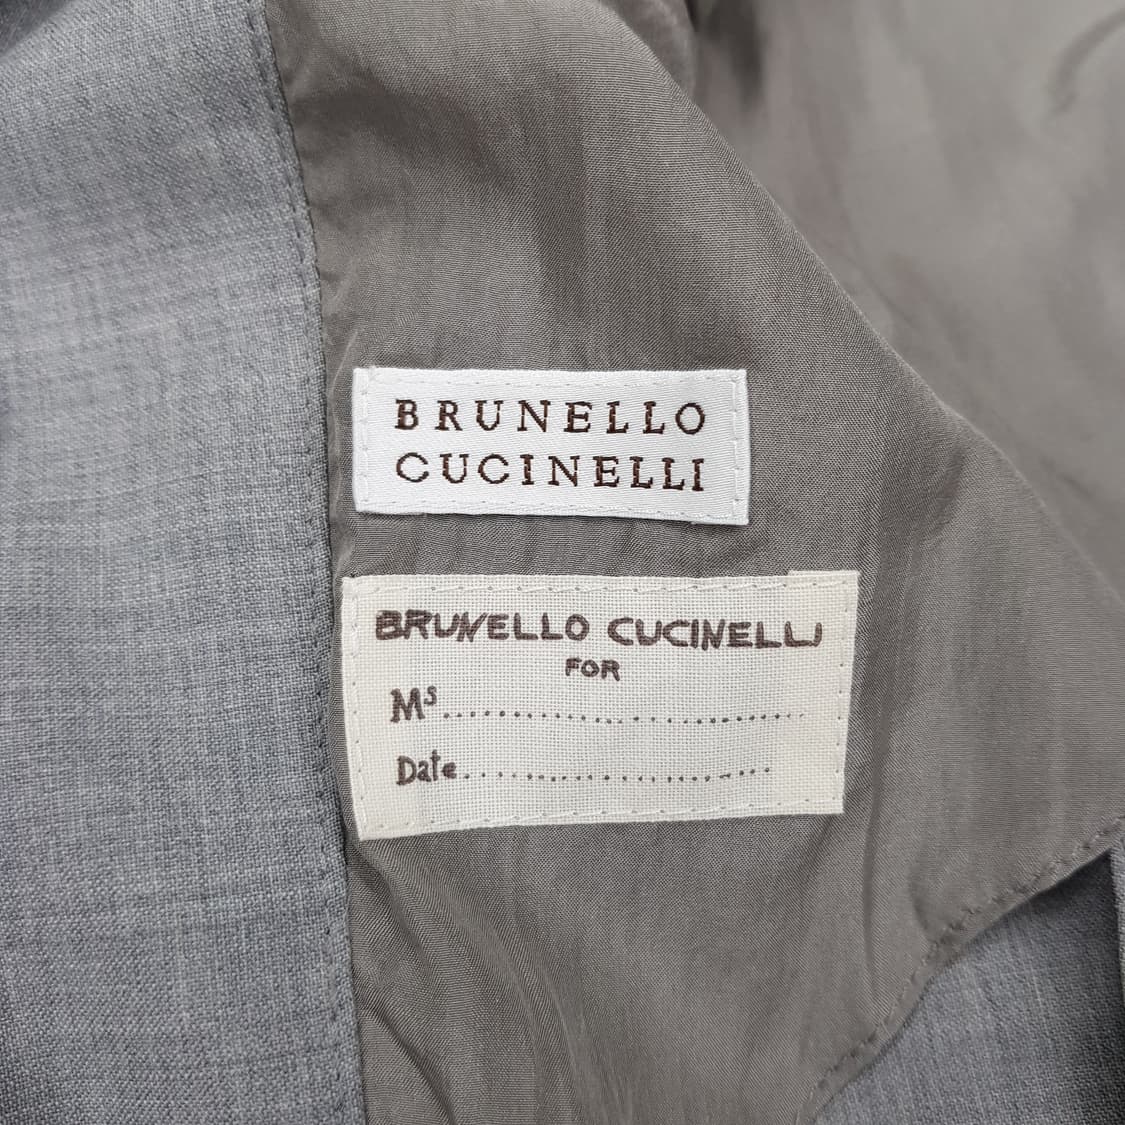 BRUNELLO
CUCINELLI
BRUNELLO CUCINELLI
FOR
Ms..............................
Date..........................